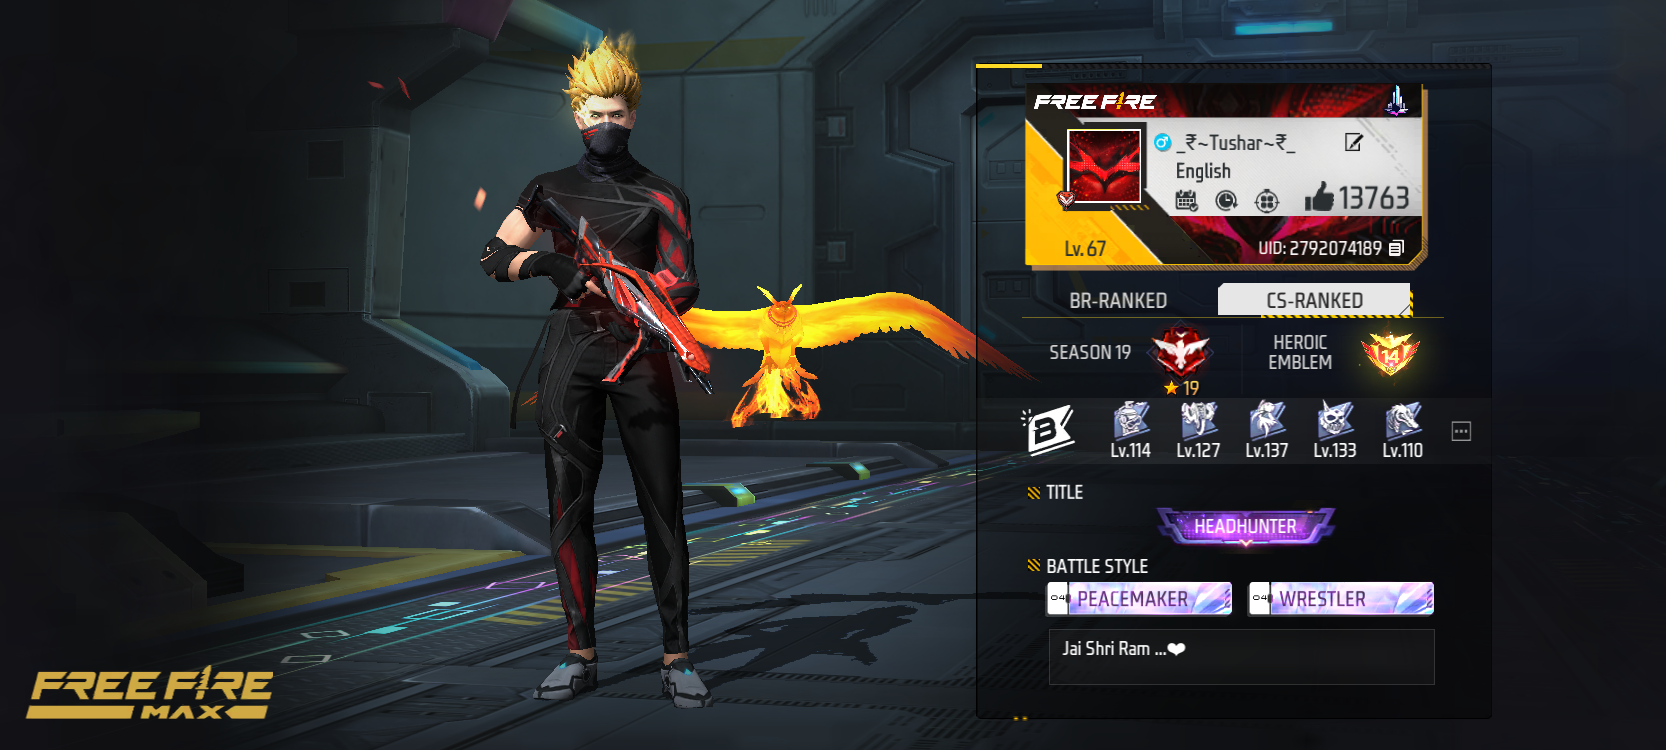 FREE FIRE
_₹~Tushar~₹_
English
13763
Lv. 67
UID: 2792074189
BR-RANKED
CS-RANKED
SEASON 19
19
HEROIC
EMBLEM
14
B
Lv.114
Lv.127
Lv.137
Lv.133
Lv.110
TITLE
HEADHUNTER
BATTLE STYLE
PEACEMAKER
WRESTLER
Jai Shri Ram ...❤
FREE FIRE
MAX